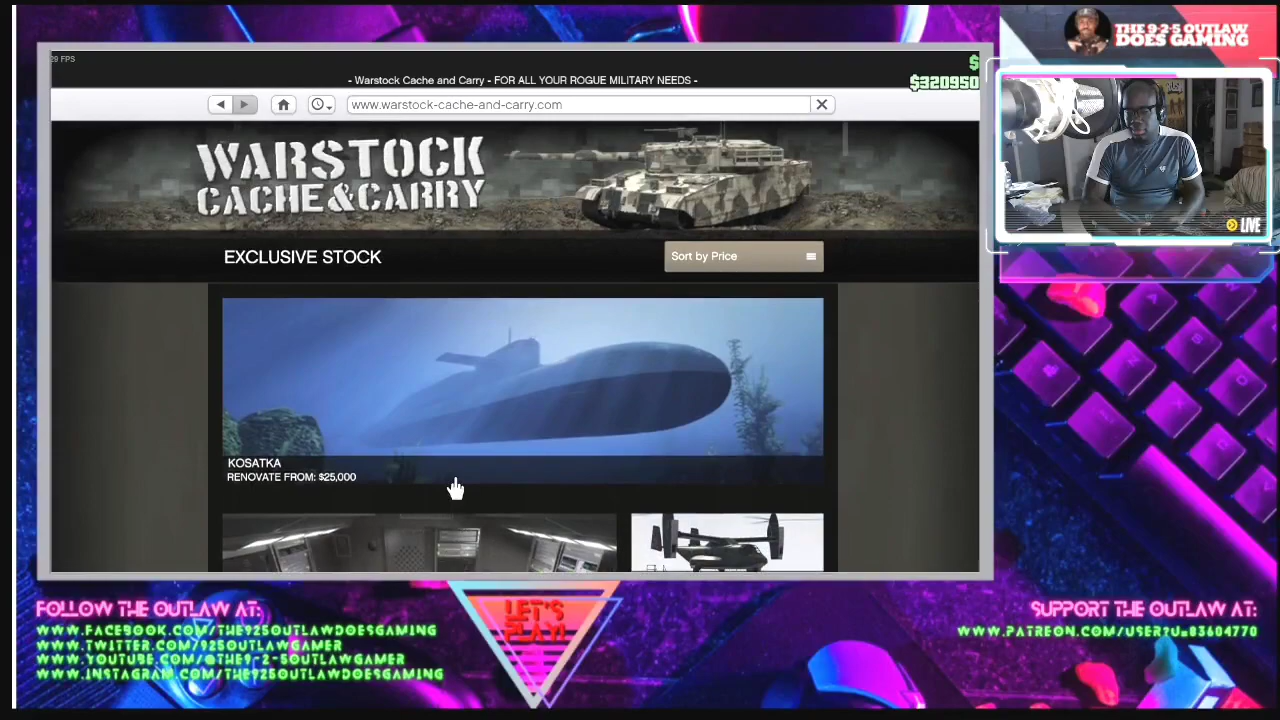 29 FPS
- Warstock Cache and Carry - FOR ALL YOUR ROGUE MILITARY NEEDS -
$
$320950
www.warstock-cache-and-carry.com
WARSTOCK
CACHE&CARRY
EXCLUSIVE STOCK
Sort by Price
KOSATKA
RENOVATE FROM: $25,000
THE 9-2-5 OUTLAW
DOES GAMING
LIVE
FOLLOW THE OUTLAW AT:
WWW.FACEBOOK.COM/THE925OUTLAWDOESGAMING
WWW.TWITTER.COM/925OUTLAWGAMER
WWW.YOUTUBE.COM/@THE9-2-5OUTLAWGAMER
WWW.INSTAGRAM.COM/THE925OUTLAWDOESGAMING
LET'S
PLAY!
SUPPORT THE OUTLAW AT:
WWW.PATREON.COM/USER?U=83604770